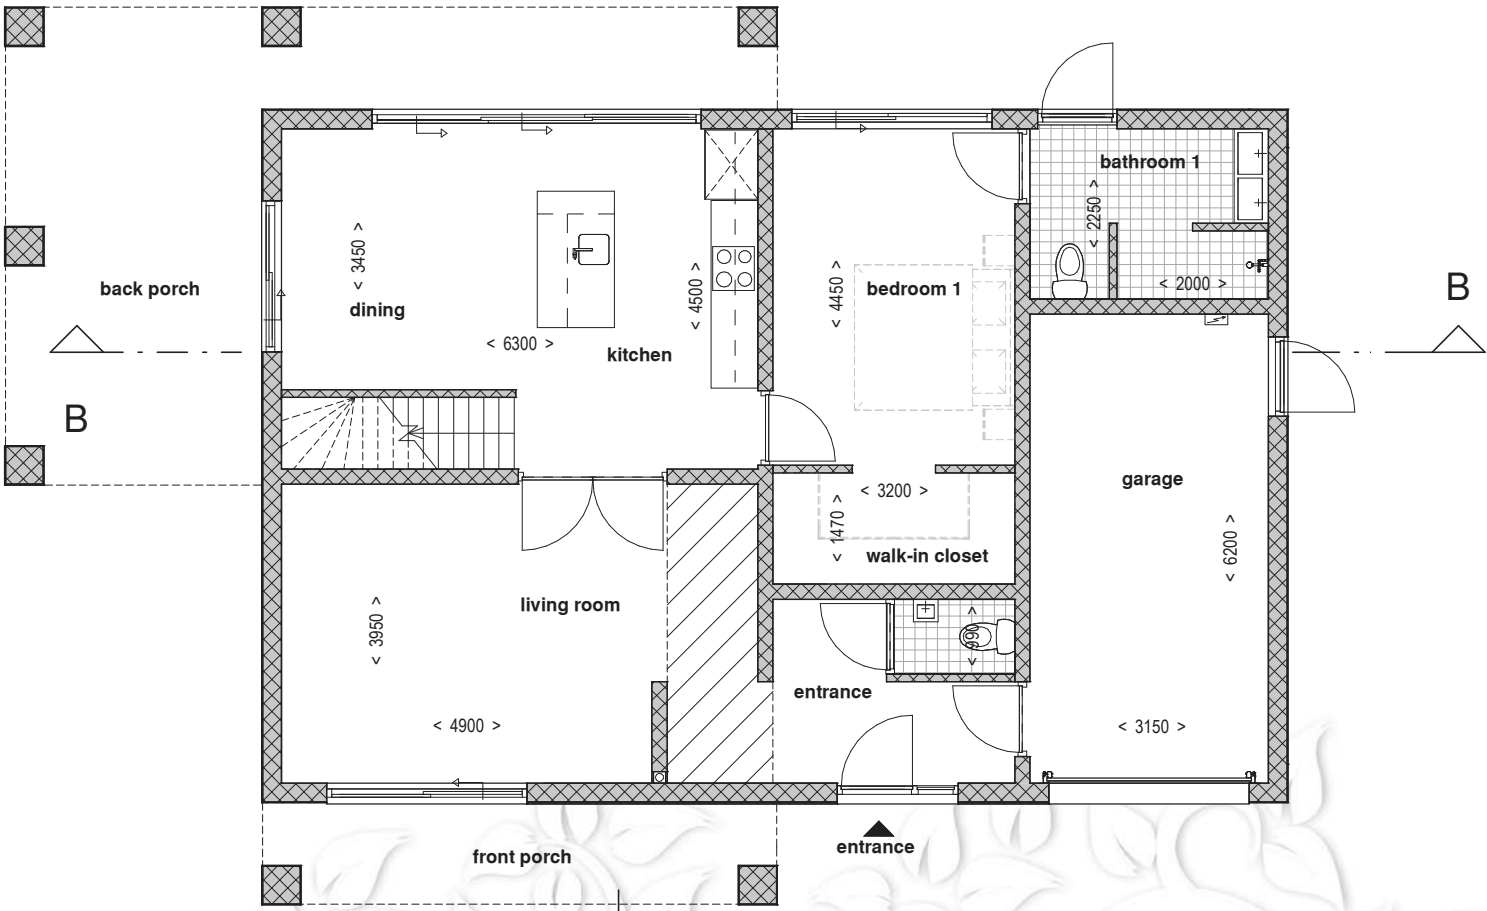 bathroom 1
< 2250 >
< 3450 >
back porch
dining
< 4500 >
< 4450 >
bedroom 1
< 2000 >
B
< 6300 >
kitchen
B
garage
< 3200 >
< 1470 >
walk-in closet
< 6200 >
living room
< 3950 >
< 990 >
entrance
< 4900 >
< 3150 >
front porch
entrance